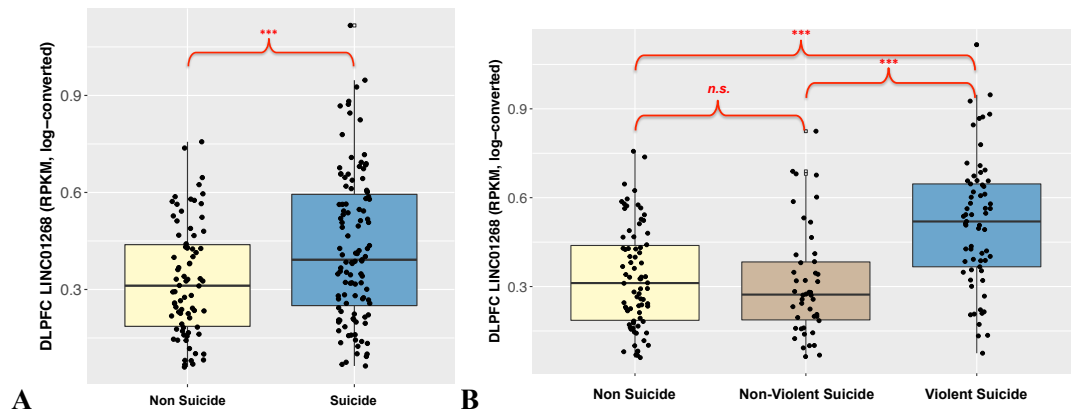 ***
DLPFC LINC01268 (RPKM, log−converted)
0.9
0.6
0.3
Non Suicide
Suicide
A
***
***
n.s.
DLPFC LINC01268 (RPKM, log−converted)
0.9
0.6
0.3
Non Suicide
Non-Violent Suicide
Violent Suicide
B